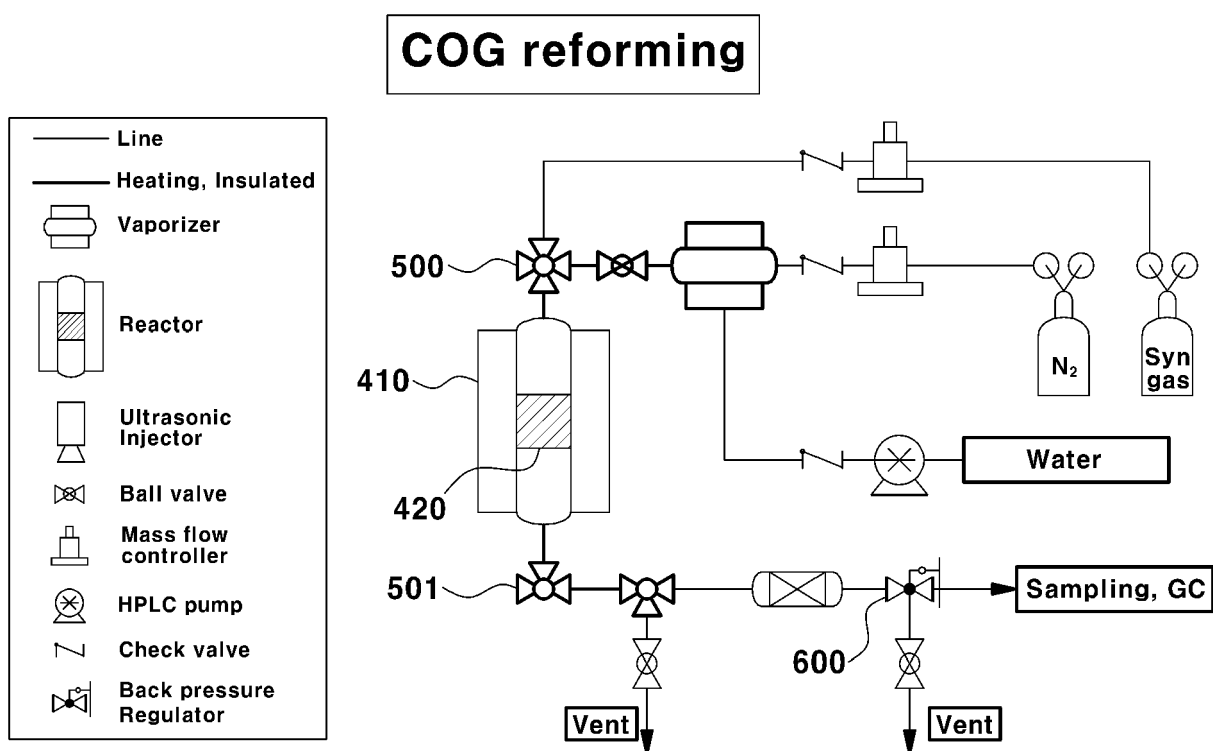 COG reforming
Line
Heating, Insulated
Vaporizer
Reactor
Ultrasonic
Injector
Ball valve
Mass flow
controller
HPLC pump
Check valve
Back pressure
Regulator
500
410
420
N₂
Syn
gas
Water
501
600
Sampling, GC
Vent
Vent